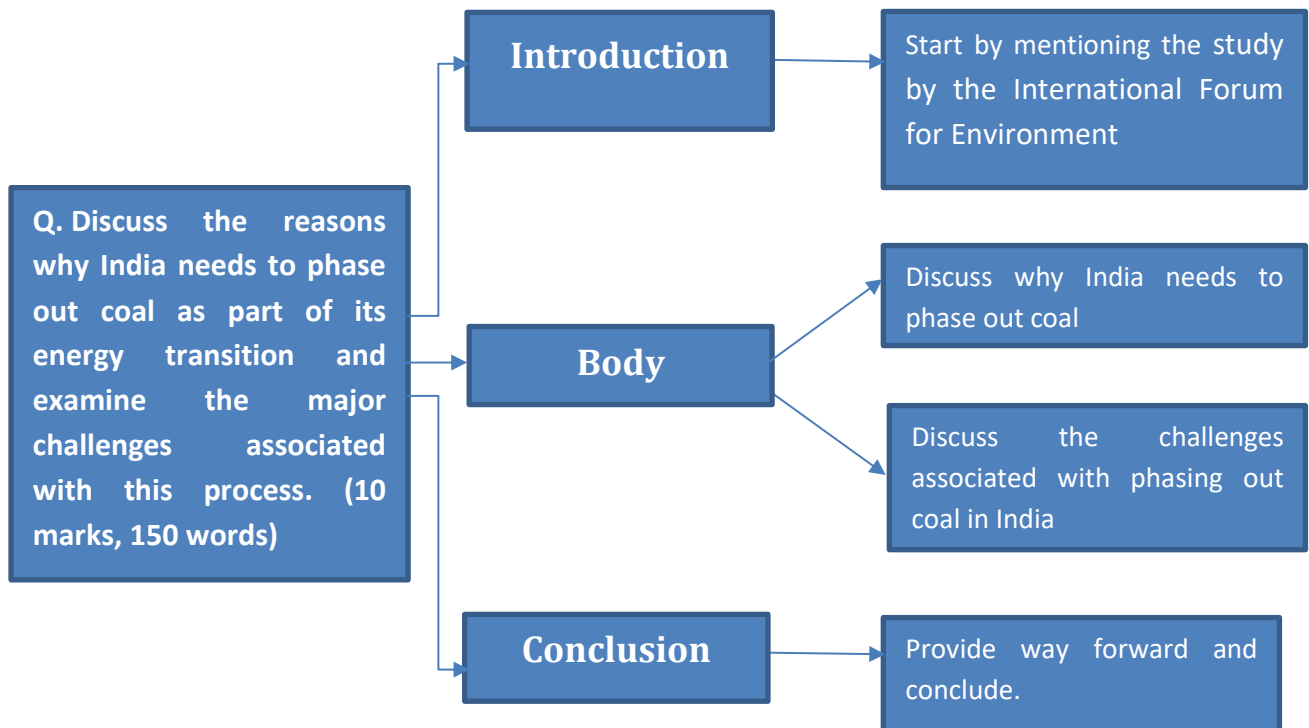 Q. Discuss the reasons
why India needs to phase
out coal as part of its
energy transition and
examine the major
challenges associated
with this process. (10
marks, 150 words)
Introduction
Start by mentioning the study
by the International Forum
for Environment
Body
Discuss why India needs to
phase out coal
Discuss the challenges
associated with phasing out
coal in India
Conclusion
Provide way forward and
conclude.